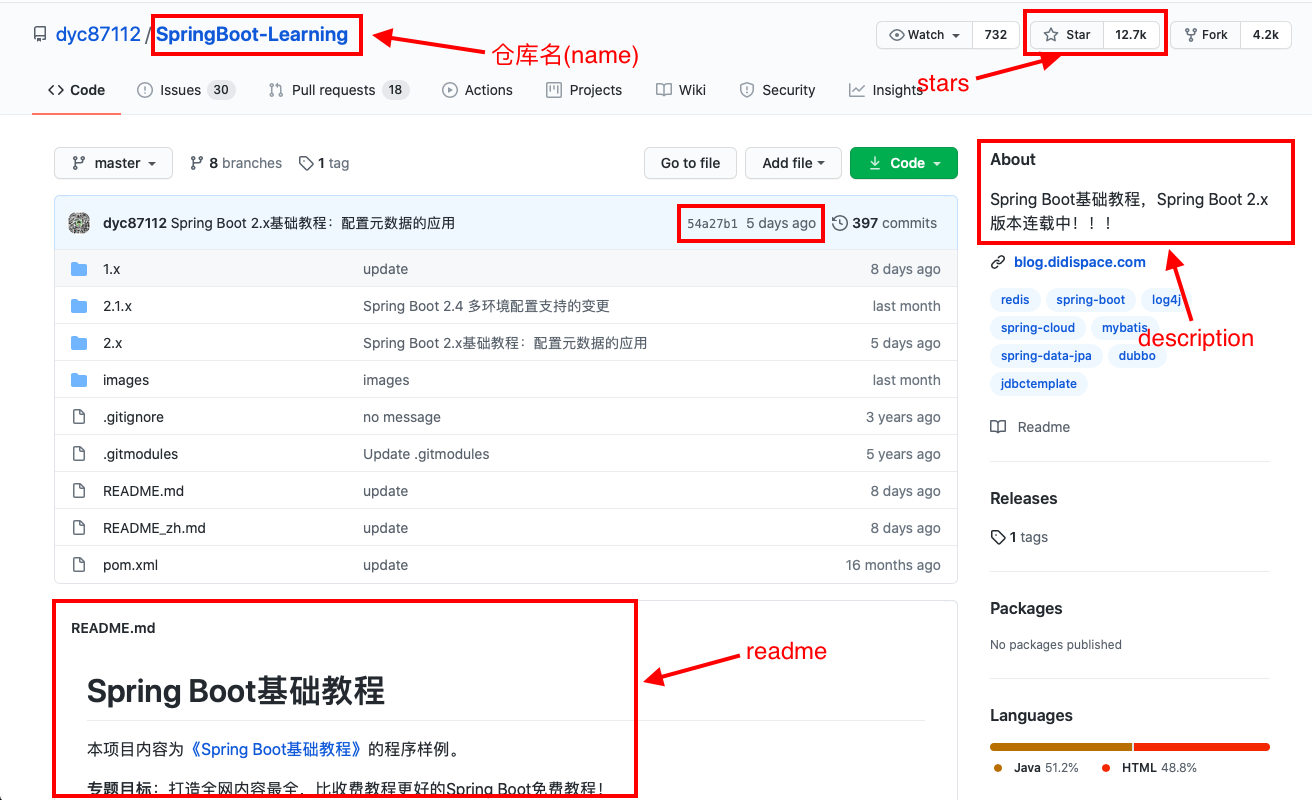 dyc87112 / SpringBoot-Learning
Watch 732 Star 12.7k Fork 4.2k
仓库名(name)
stars
Code Issues 30 Pull requests 18 Actions Projects Wiki Security Insights
master 8 branches 1 tag Go to file Add file Code
dyc87112 Spring Boot 2.x基础教程：配置元数据的应用 54a27b1 5 days ago 397 commits
1.x update 8 days ago
2.1.x Spring Boot 2.4 多环境配置支持的变更 last month
2.x Spring Boot 2.x基础教程：配置元数据的应用 5 days ago
images images last month
.gitignore no message 3 years ago
.gitmodules Update .gitmodules 5 years ago
README.md update 8 days ago
README_zh.md update 8 days ago
pom.xml update 16 months ago
README.md
readme
Spring Boot基础教程
本项目内容为《Spring Boot基础教程》的程序样例。
专题目标：打造全网内容最全，比收费教程更好的Spring Boot免费教程！
About
Spring Boot基础教程，Spring Boot 2.x
版本连载中！！！
blog.didispace.com
redis spring-boot log4j
spring-cloud mybatis
description
spring-data-jpa dubbo
jdbctemplate
Readme
Releases
1 tags
Packages
No packages published
Languages
Java 51.2% HTML 48.8%